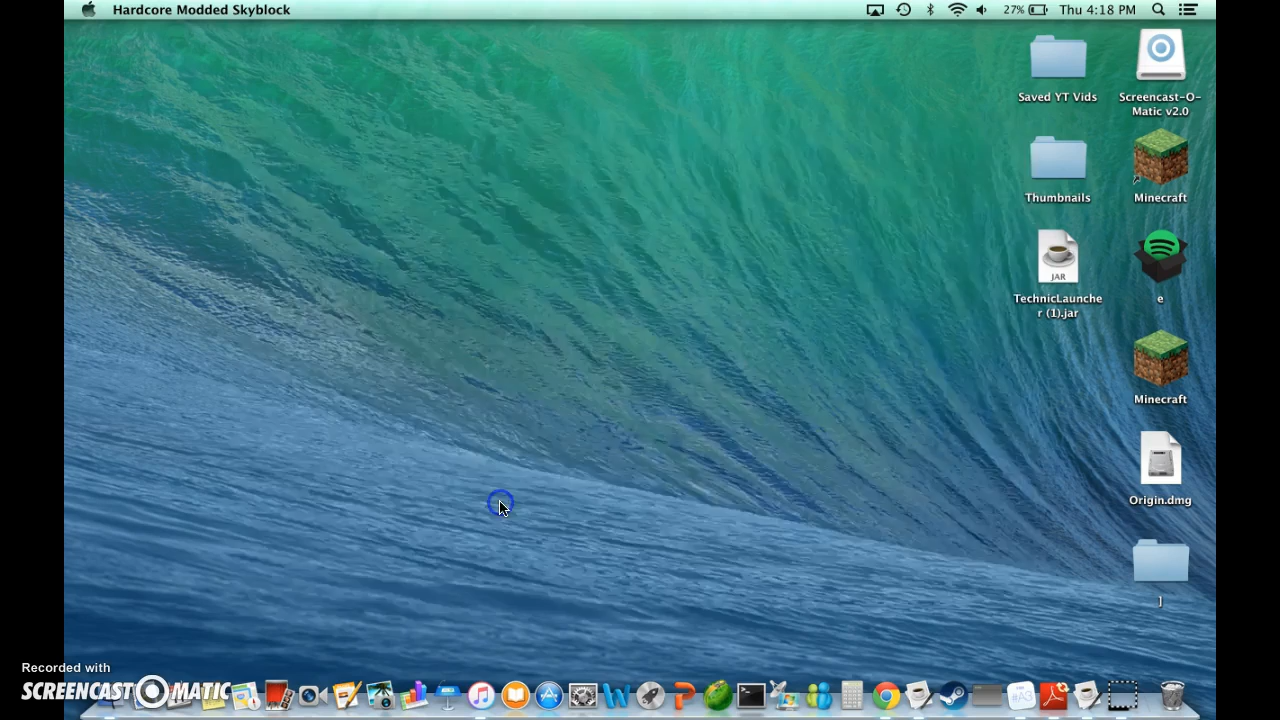 Hardcore Modded Skyblock
27%
Thu 4:18 PM
Saved YT Vids
Screencast-O-
Matic v2.0
Thumbnails
Minecraft
JAR
TechnicLaunche
r (1).jar
e
Minecraft
Origin.dmg
]
Recorded with
SCREENCAST-O-MATIC